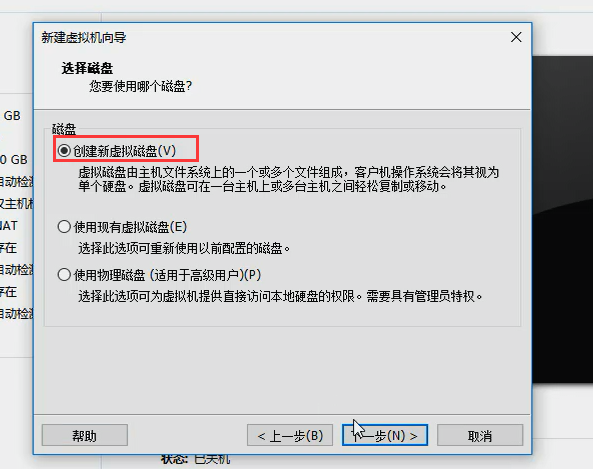 新建虚拟机向导
选择磁盘
您要使用哪个磁盘?
GB
磁盘
创建新虚拟磁盘(V)
0 GB
虚拟磁盘由主机文件系统上的一个或多个文件组成，客户机操作系统会将其视为
单个硬盘。虚拟磁盘可在一台主机上或多台主机之间轻松复制或移动。
自动检测
NAT
使用现有虚拟磁盘(E)
存在
选择此选项可重新使用以前配置的磁盘。
自动检测
使用物理磁盘 (适用于高级用户)(P)
存在
选择此选项可为虚拟机提供直接访问本地硬盘的权限。需要具有管理员特权。
自动检测
帮助
< 上一步(B)
下一步(N) >
取消
状态: 已关机